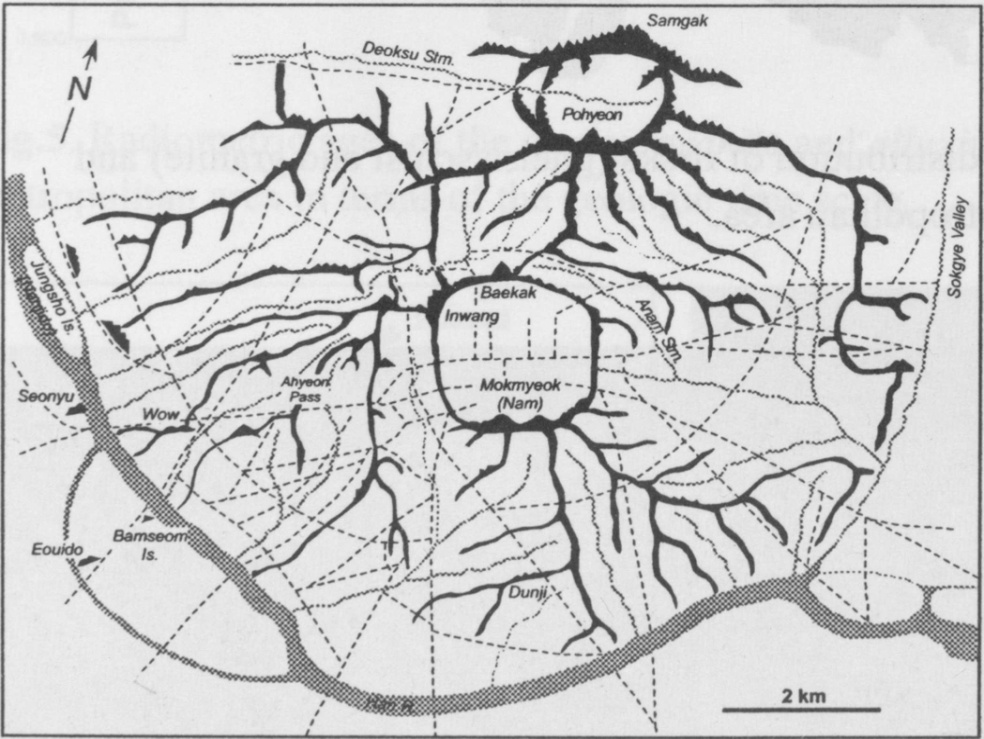 Samgak
Deoksu Stm.
N
Pohyeon
Sokgye Valley
Jungsho Is.
Baekak
Inwang
Anam Stm.
Seonyu
Wow
Ahyeon
Pass
Mokmyeok
(Nam)
Bamseom
Is.
Eouido
Dunji
Han R.
2 km